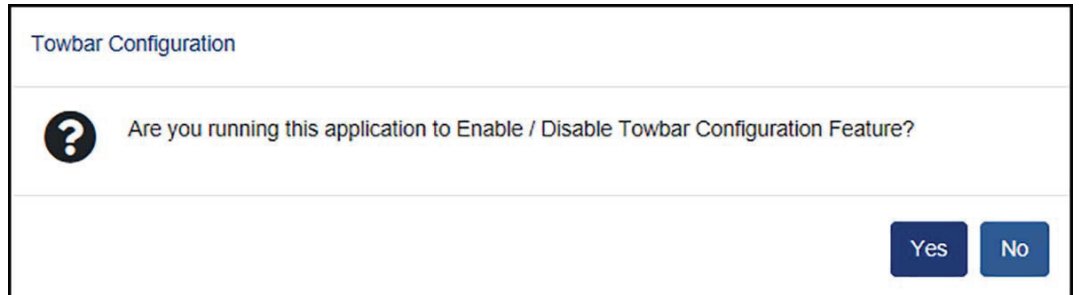 Towbar Configuration
Are you running this application to Enable / Disable Towbar Configuration Feature?
Yes No